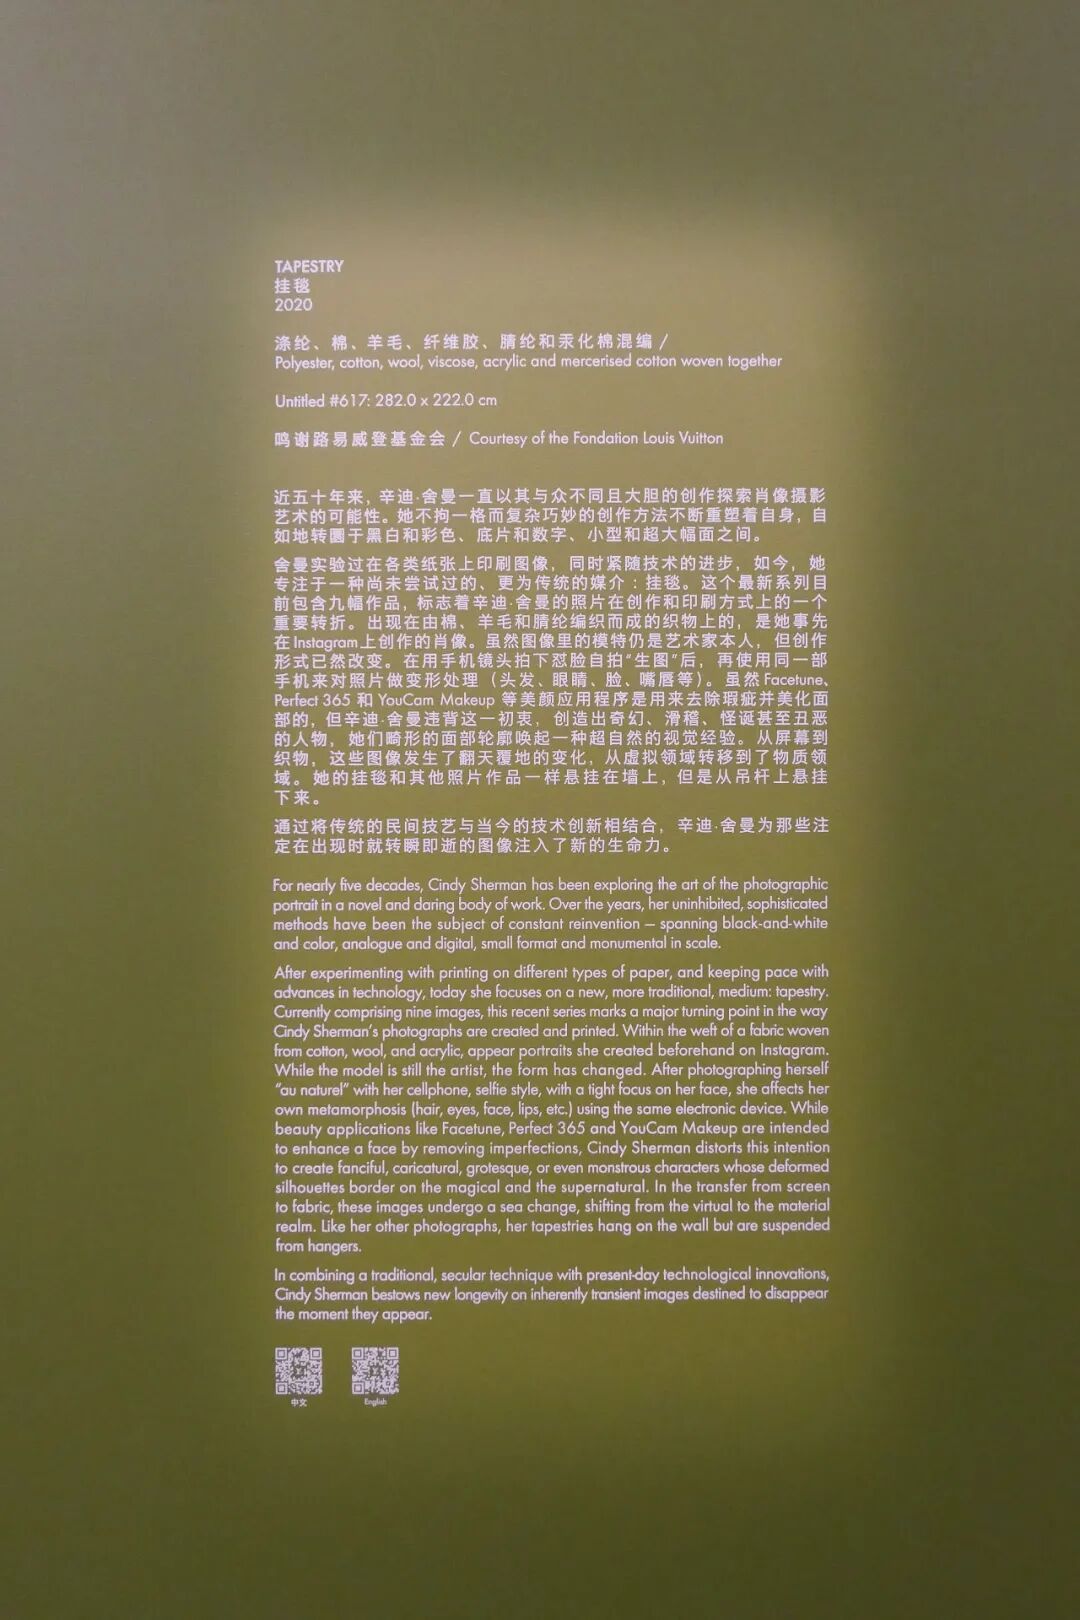 TAPESTRY
挂毯
2020
涤纶、棉、羊毛、纤维胶、腈纶和汞化棉混编 /
Polyester, cotton, wool, viscose, acrylic and mercerised cotton woven together
Untitled #617: 282.0 x 222.0 cm
鸣谢路易威登基金会 / Courtesy of the Fondation Louis Vuitton
近五十年来，辛迪·舍曼一直以其与众不同且大胆的创作探索肖像摄影
艺术的可能性。她不拘一格而复杂巧妙的创作方法不断重塑着自身，自
如地转圜于黑白和彩色、底片和数字、小型和超大幅面之间。
舍曼实验过在各类纸张上印刷图像，同时紧随技术的进步，如今，她
专注于一种尚未尝试过的、更为传统的媒介：挂毯。这个最新系列目
前包含九幅作品，标志着辛迪·舍曼的照片在创作和印刷方式上的一个
重要转折。出现在由棉、羊毛和腈纶编织而成的织物上的，是她事先
在Instagram上创作的肖像。虽然图像里的模特仍是艺术家本人，但创作
形式已然改变。在用手机镜头拍下怼脸自拍“生图”后，再使用同一部
手机来对照片做变形处理（头发、眼睛、脸、嘴唇等）。虽然Facetune、
Perfect 365 和 YouCam Makeup 等美颜应用程序是用来去除瑕疵并美化面
部的，但辛迪·舍曼违背这一初衷，创造出奇幻、滑稽、怪诞甚至丑恶
的人物，她们畸形的面部轮廓唤起一种超自然的视觉经验。从屏幕到
织物，这些图像发生了翻天覆地的变化，从虚拟领域转移到了物质领
域。她的挂毯和其他照片作品一样悬挂在墙上，但是从吊杆上悬挂
下来。
通过将传统的民间技艺与当今的技术创新相结合，辛迪·舍曼为那些注
定在出现时就转瞬即逝的图像注入了新的生命力。
For nearly five decades, Cindy Sherman has been exploring the art of the photographic
portrait in a novel and daring body of work. Over the years, her uninhibited, sophisticated
methods have been the subject of constant reinvention — spanning black-and-white
and color, analogue and digital, small format and monumental in scale.
After experimenting with printing on different types of paper, and keeping pace with
advances in technology, today she focuses on a new, more traditional, medium: tapestry.
Currently comprising nine images, this recent series marks a major turning point in the way
Cindy Sherman's photographs are created and printed. Within the weft of a fabric woven
from cotton, wool, and acrylic, appear portraits she created beforehand on Instagram.
While the model is still the artist, the form has changed. After photographing herself
“au naturel” with her cellphone, selfie style, with a tight focus on her face, she affects her
own metamorphosis (hair, eyes, face, lips, etc.) using the same electronic device. While
beauty applications like Facetune, Perfect 365 and YouCam Makeup are intended
to enhance a face by removing imperfections, Cindy Sherman distorts this intention
to create fanciful, caricatural, grotesque, or even monstrous characters whose deformed
silhouettes border on the magical and the supernatural. In the transfer from screen
to fabric, these images undergo a sea change, shifting from the virtual to the material
realm. Like her other photographs, her tapestries hang on the wall but are suspended
from hangers.
In combining a traditional, secular technique with present-day technological innovations,
Cindy Sherman bestows new longevity on inherently transient images destined to disappear
the moment they appear.
中文
English